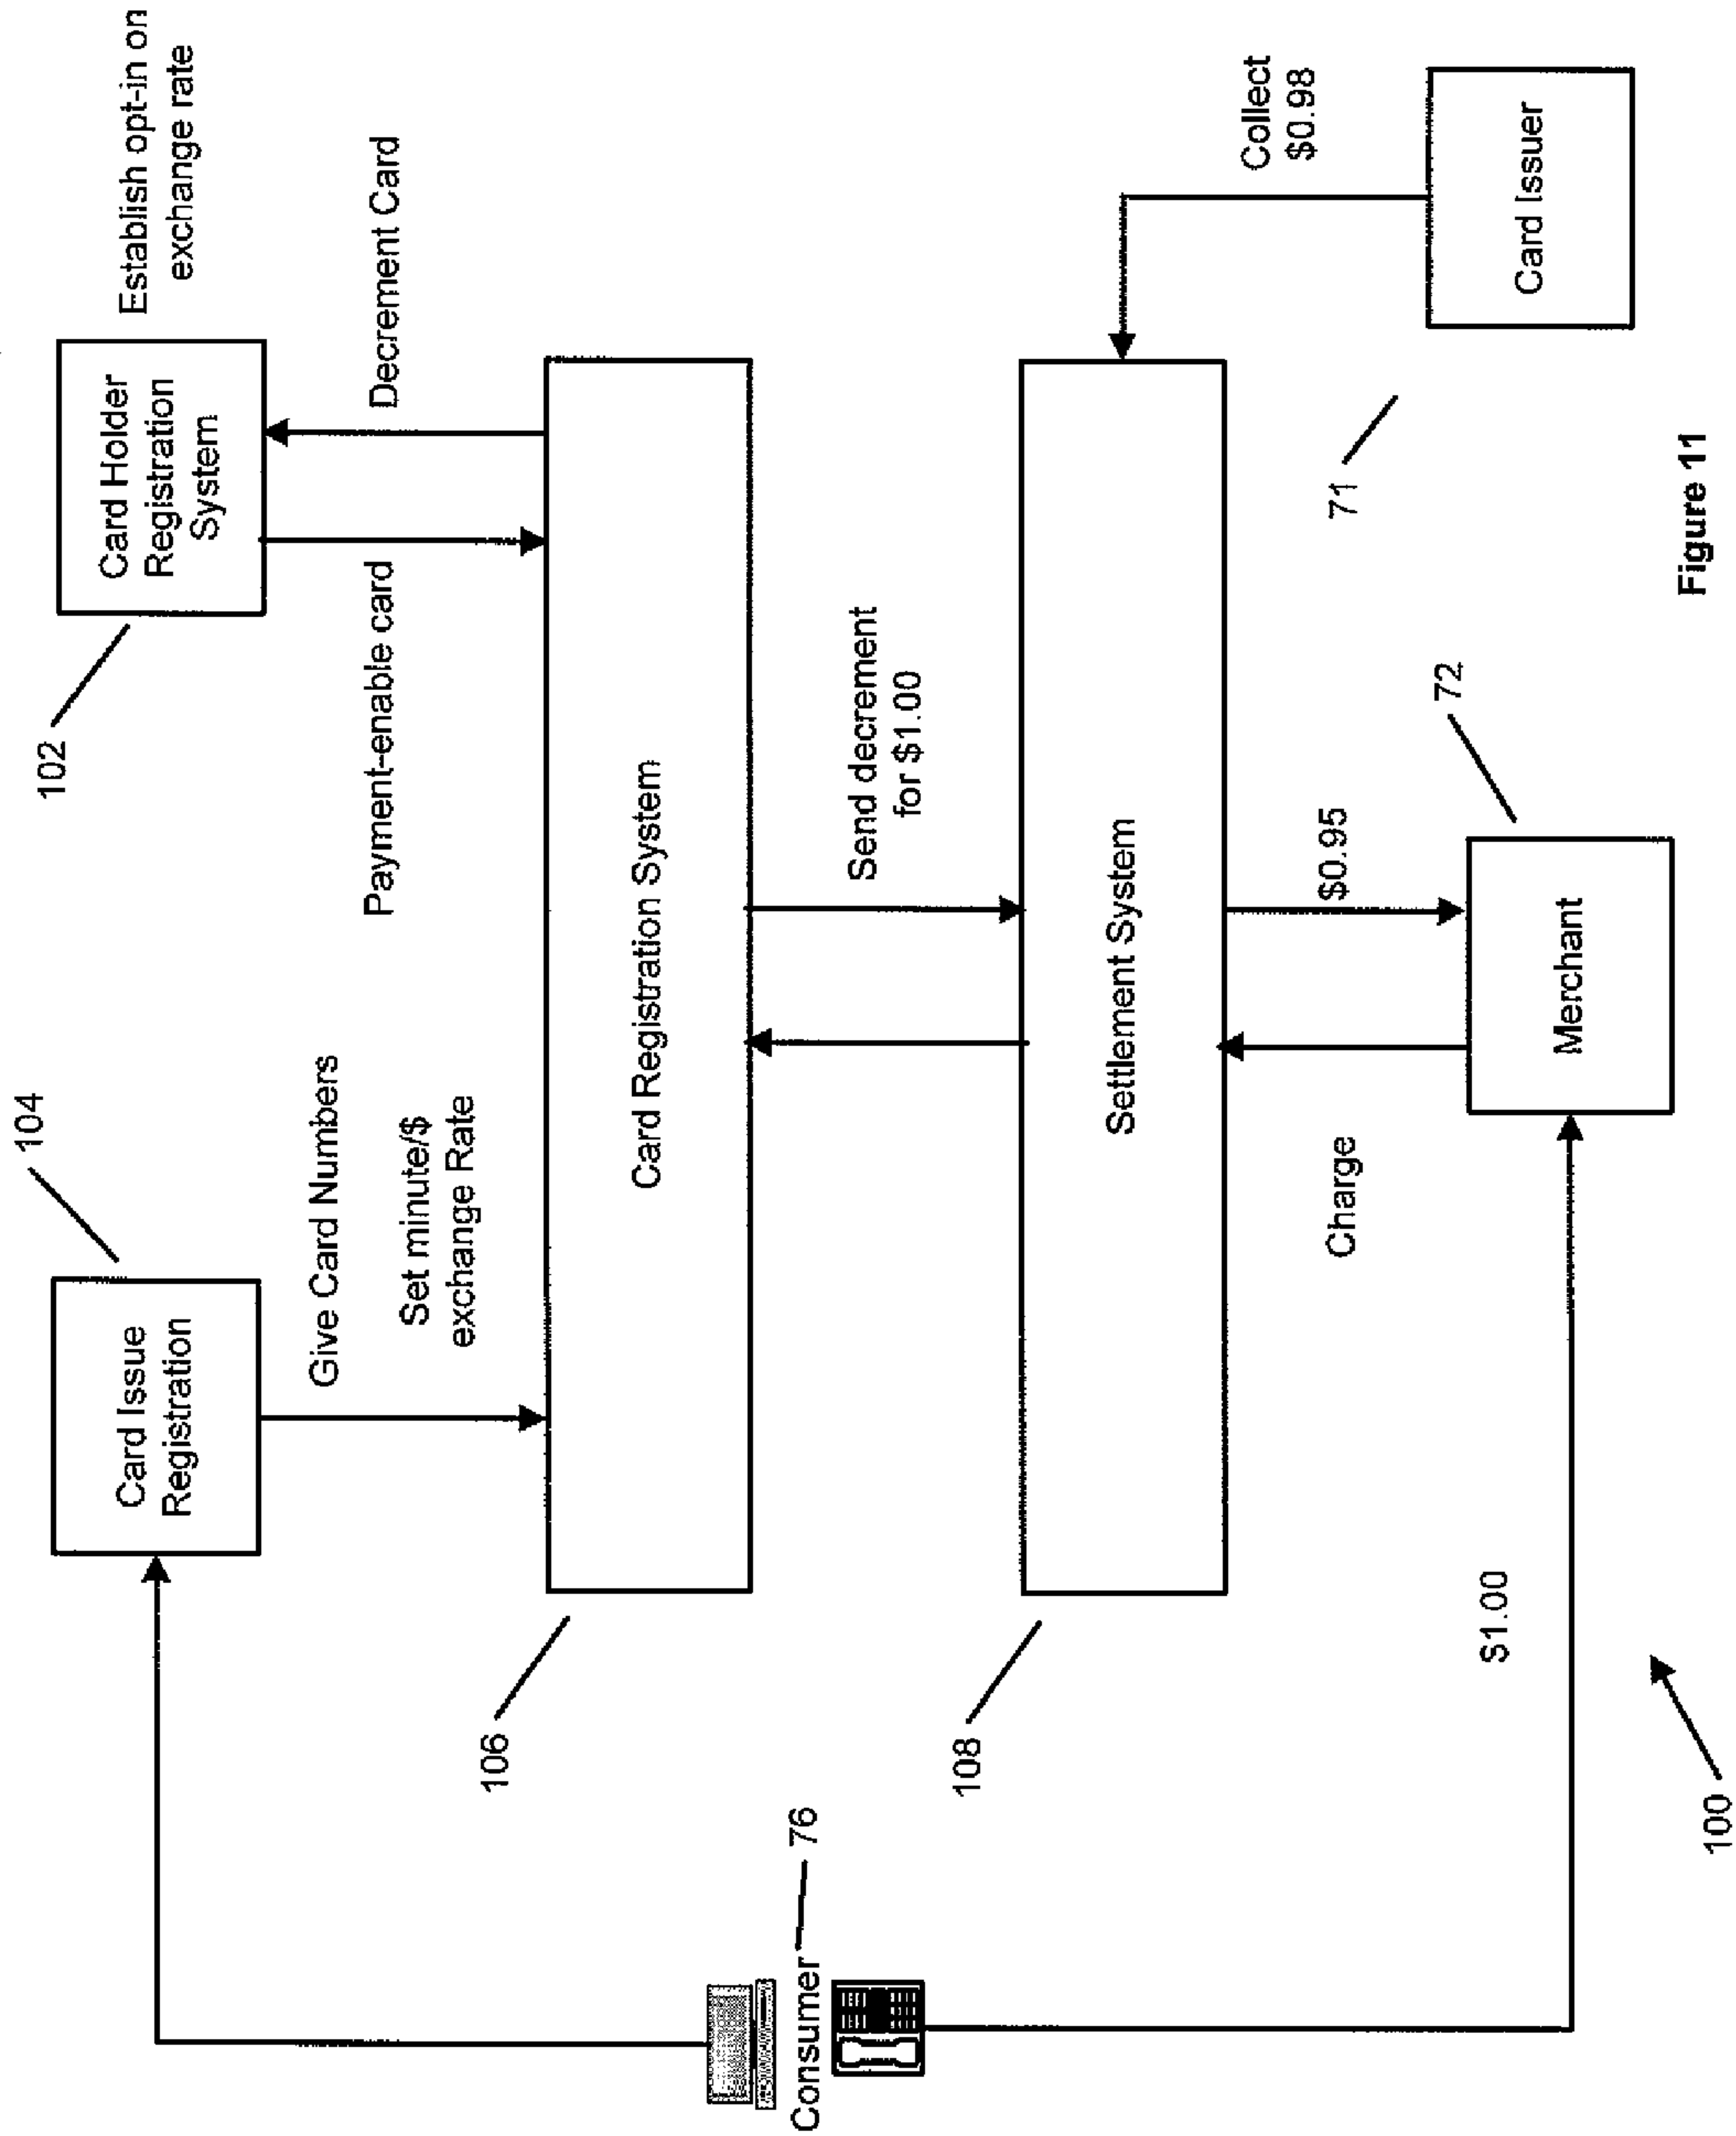 104
Card Issue
Registration
102
Card Holder
Registration
System
Establish opt-in on
exchange rate
Give Card Numbers
Set minute/$
exchange Rate
Payment-enable card
Decrement Card
106
Card Registration System
Send decrement
for $1.00
Consumer
76
108
Settlement System
Collect
$0.98
Charge
$0.95
72
71
$1.00
Merchant
Card Issuer
100
Figure 11